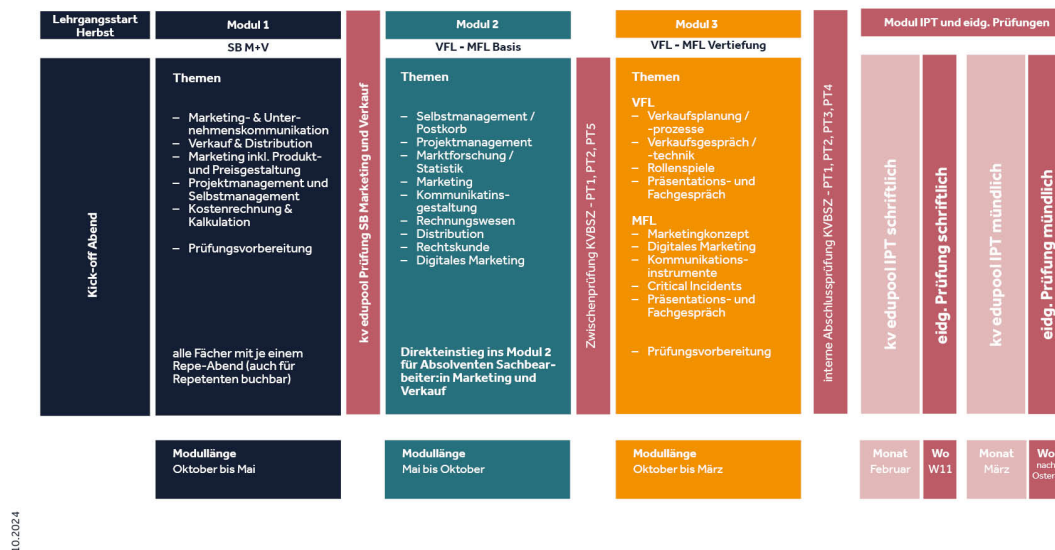 Lehrgangsstart
Herbst
Kick-off Abend
Modul 1
SB M+V
Themen
– Marketing- & Unter-
nehmenskommunikation
– Verkauf & Distribution
– Marketing inkl. Produkt-
und Preisgestaltung
– Projektmanagement und
Selbstmanagement
– Kostenrechnung &
Kalkulation
– Prüfungsvorbereitung
alle Fächer mit je einem
Repe-Abend (auch für
Repetenten buchbar)
Modullänge
Oktober bis Mai
kv edupool Prüfung SB Marketing und Verkauf
Modul 2
VFL - MFL Basis
Themen
– Selbstmanagement /
Postkorb
– Projektmanagement
– Marktforschung /
Statistik
– Marketing
– Kommunikatins-
gestaltung
– Rechnungswesen
– Distribution
– Rechtskunde
– Digitales Marketing
Direkteinstieg ins Modul 2
für Absolventen Sachbear-
beiter:in Marketing und
Verkauf
Modullänge
Mai bis Oktober
Zwischenprüfung KVBSZ - PT1, PT2, PT5
Modul 3
VFL - MFL Vertiefung
Themen
VFL
– Verkaufsplanung /
-prozesse
– Verkaufsgespräch /
-technik
– Rollenspiele
– Präsentations- und
Fachgespräch
MFL
– Marketingkonzept
– Digitales Marketing
– Kommunikations-
instrumente
– Critical Incidents
– Präsentations- und
Fachgespräch
– Prüfungsvorbereitung
Modullänge
Oktober bis März
interne Abschlussprüfung KVBSZ - PT1, PT2, PT3, PT4
Modul IPT und eidg. Prüfungen
kv edupool IPT schriftlich
eidg. Prüfung schriftlich
kv edupool IPT mündlich
eidg. Prüfung mündlich
Monat
Februar
Wo
W11
Monat
März
Wo
nach
Oster
10.2024